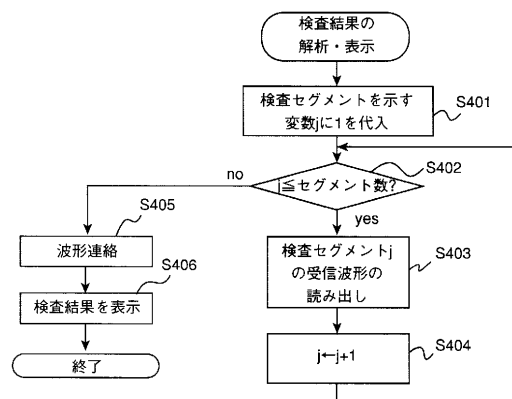 検査結果の
解析・表示
検査セグメントを示す
変数jに1を代入
S401
S402
j≦セグメント数?
no
yes
S405
波形連絡
S406
検査結果を表示
終了
検査セグメントj
の受信波形の
読み出し
S403
j←j+1
S404